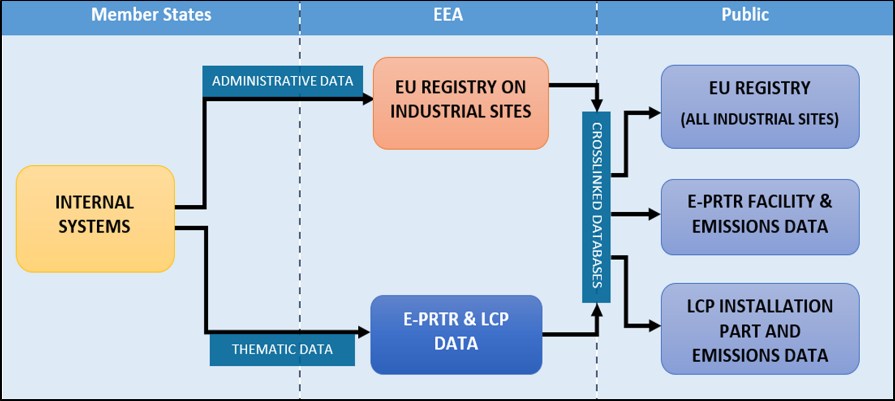 Member States
EEA
Public
ADMINISTRATIVE DATA
EU REGISTRY ON
INDUSTRIAL SITES
EU REGISTRY
(ALL INDUSTRIAL SITES)
INTERNAL
SYSTEMS
CROSSLINKED DATABASES
E-PRTR FACILITY &
EMISSIONS DATA
E-PRTR & LCP
DATA
THEMATIC DATA
LCP INSTALLATION
PART AND
EMISSIONS DATA